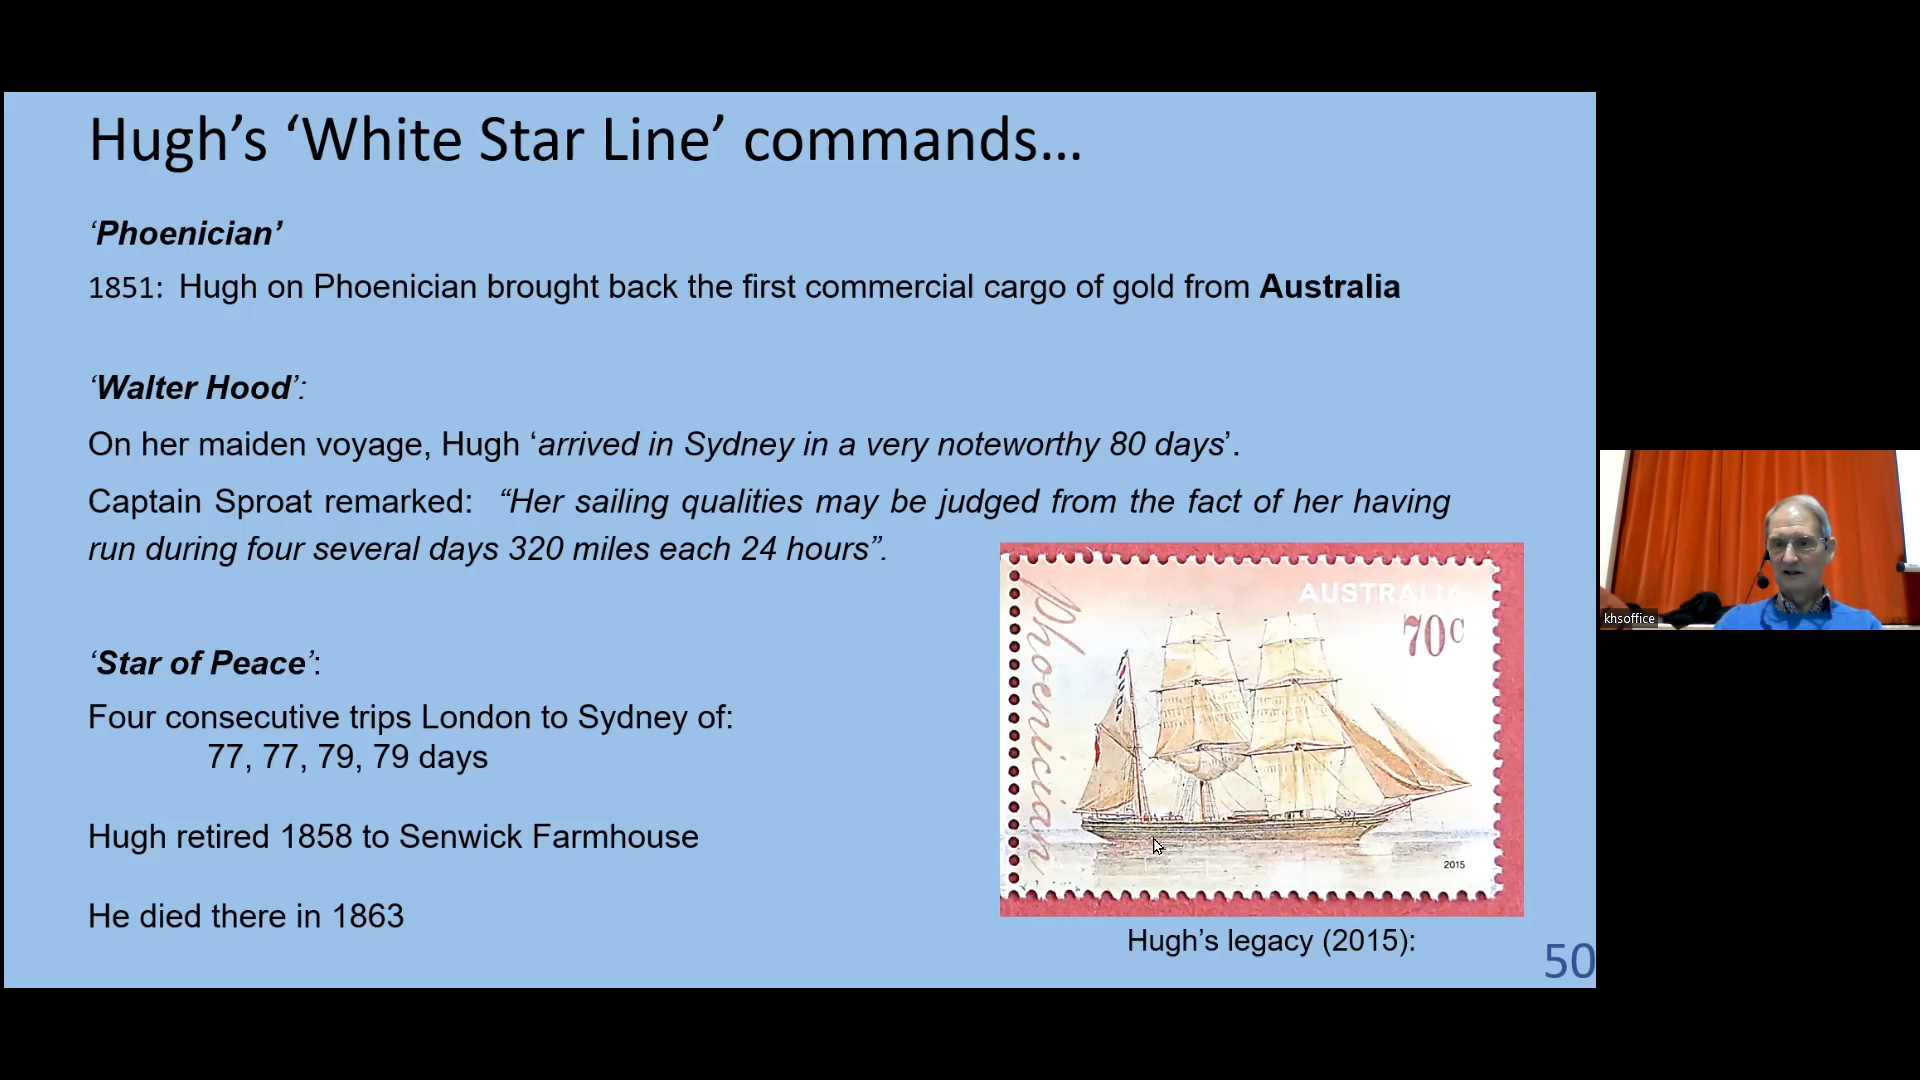 Hugh’s ‘White Star Line’ commands…
‘Phoenician’
1851: Hugh on Phoenician brought back the first commercial cargo of gold from Australia
‘Walter Hood’:
On her maiden voyage, Hugh ‘arrived in Sydney in a very noteworthy 80 days’.
Captain Sproat remarked: “Her sailing qualities may be judged from the fact of her having
run during four several days 320 miles each 24 hours”.
‘Star of Peace’:
Four consecutive trips London to Sydney of:
77, 77, 79, 79 days
Hugh retired 1858 to Senwick Farmhouse
He died there in 1863
Phoenician
AUSTRALIA
70c
2015
Hugh’s legacy (2015):
50
khsoffice